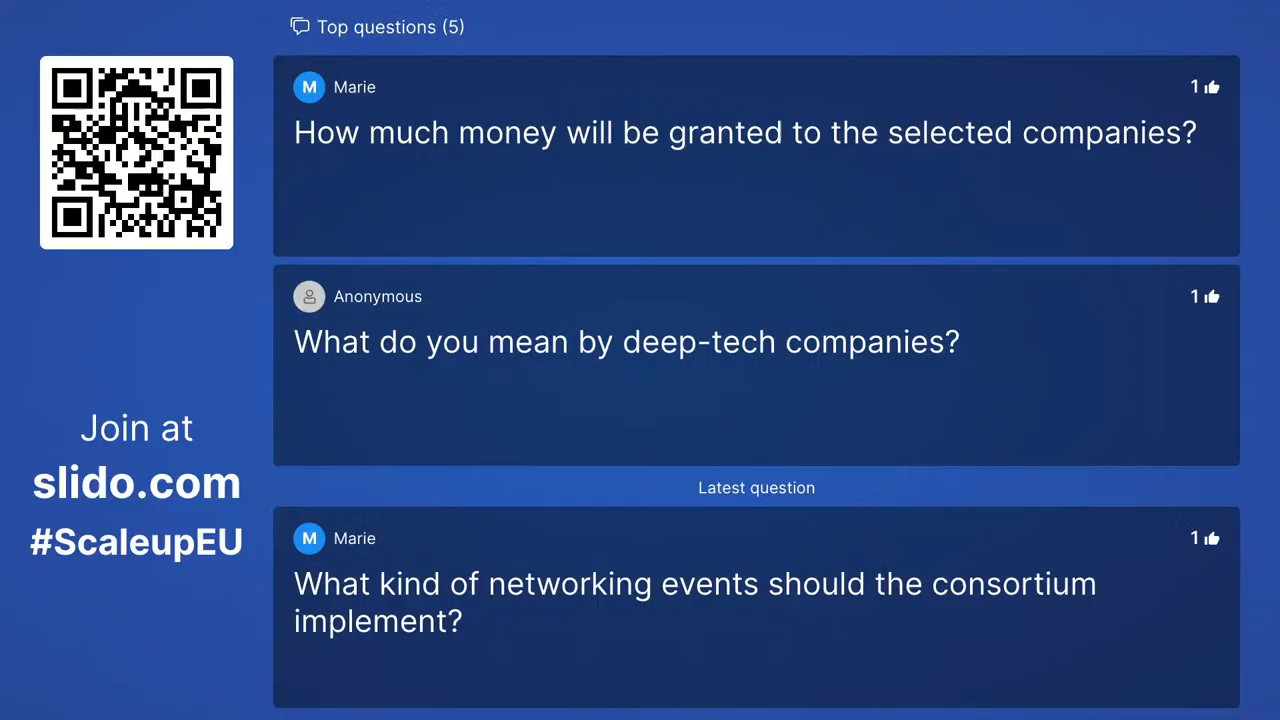 Top questions (5)
M Marie
1
How much money will be granted to the selected companies?
Anonymous
1
What do you mean by deep-tech companies?
Latest question
M Marie
1
What kind of networking events should the consortium
implement?
Join at
slido.com
#ScaleupEU